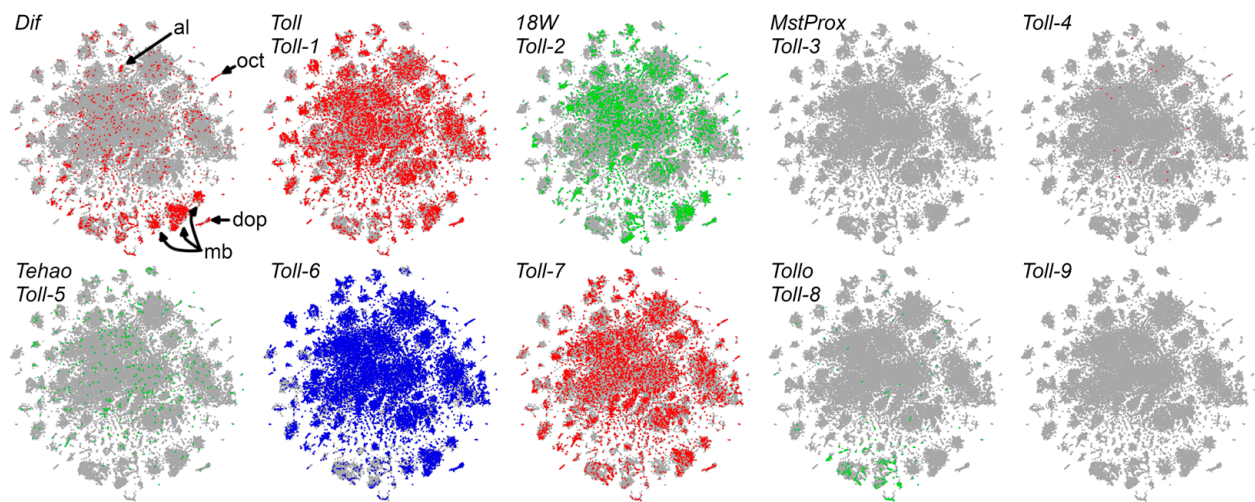 Dif
al
oct
dop
mb
Toll
Toll-1
18W
Toll-2
MstProx
Toll-3
Toll-4
Tehao
Toll-5
Toll-6
Toll-7
Tollo
Toll-8
Toll-9